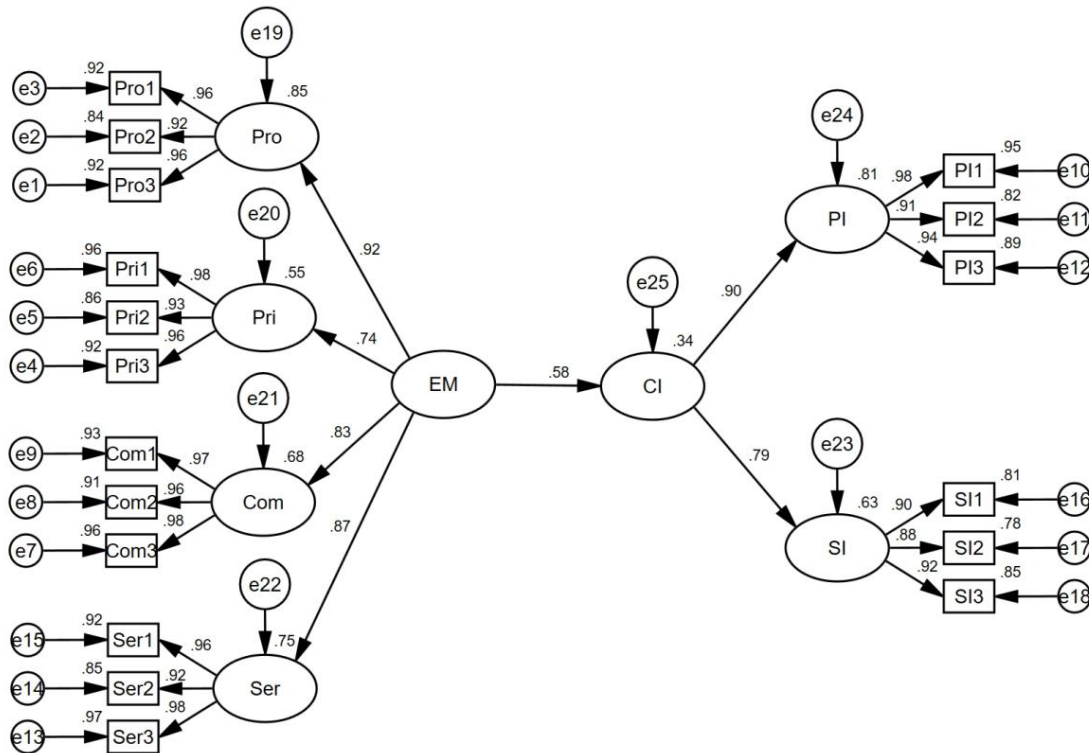 e19
.92
e3
Pro1
.96
.85
.84
e2
Pro2
.92
Pro
.92
.96
e1
Pro3
e20
.96
e6
Pri1
.98
.55
.86
e5
Pri2
.93
Pri
.92
.96
e4
Pri3
.92
.74
e21
.93
e9
Com1
.97
.68
.91
e8
Com2
.96
Com
.96
.98
e7
Com3
.83
.87
e22
.92
e15
Ser1
.96
.75
.85
e14
Ser2
.92
Ser
.97
.98
e13
Ser3
EM
.58
e25
.34
CI
.90
.79
e24
.81
PI
.98
PI1
.95
e10
.91
PI2
.82
e11
.94
PI3
.89
e12
e23
.63
SI
.90
SI1
.81
e16
.88
SI2
.78
e17
.92
SI3
.85
e18